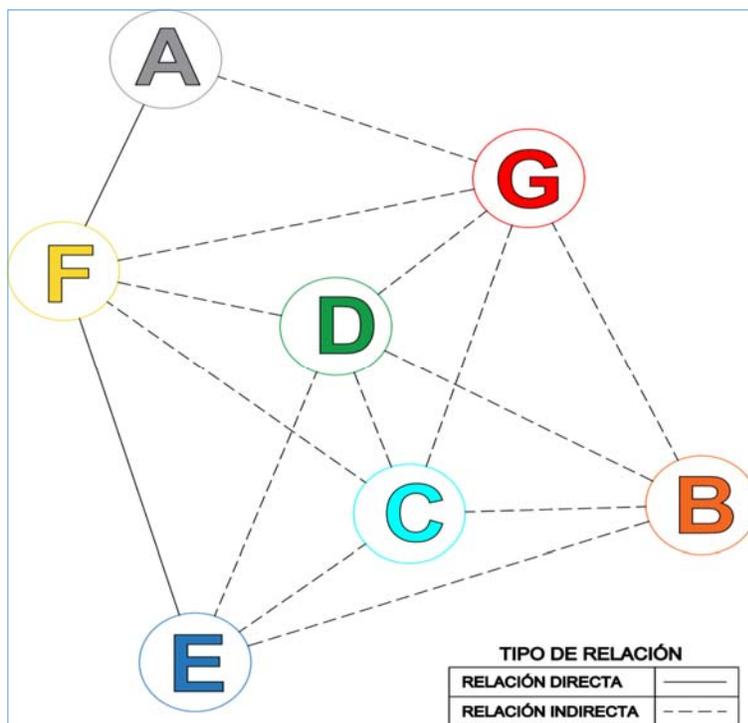 A
G
F
D
C
B
E
TIPO DE RELACIÓN
RELACIÓN DIRECTA
RELACIÓN INDIRECTA